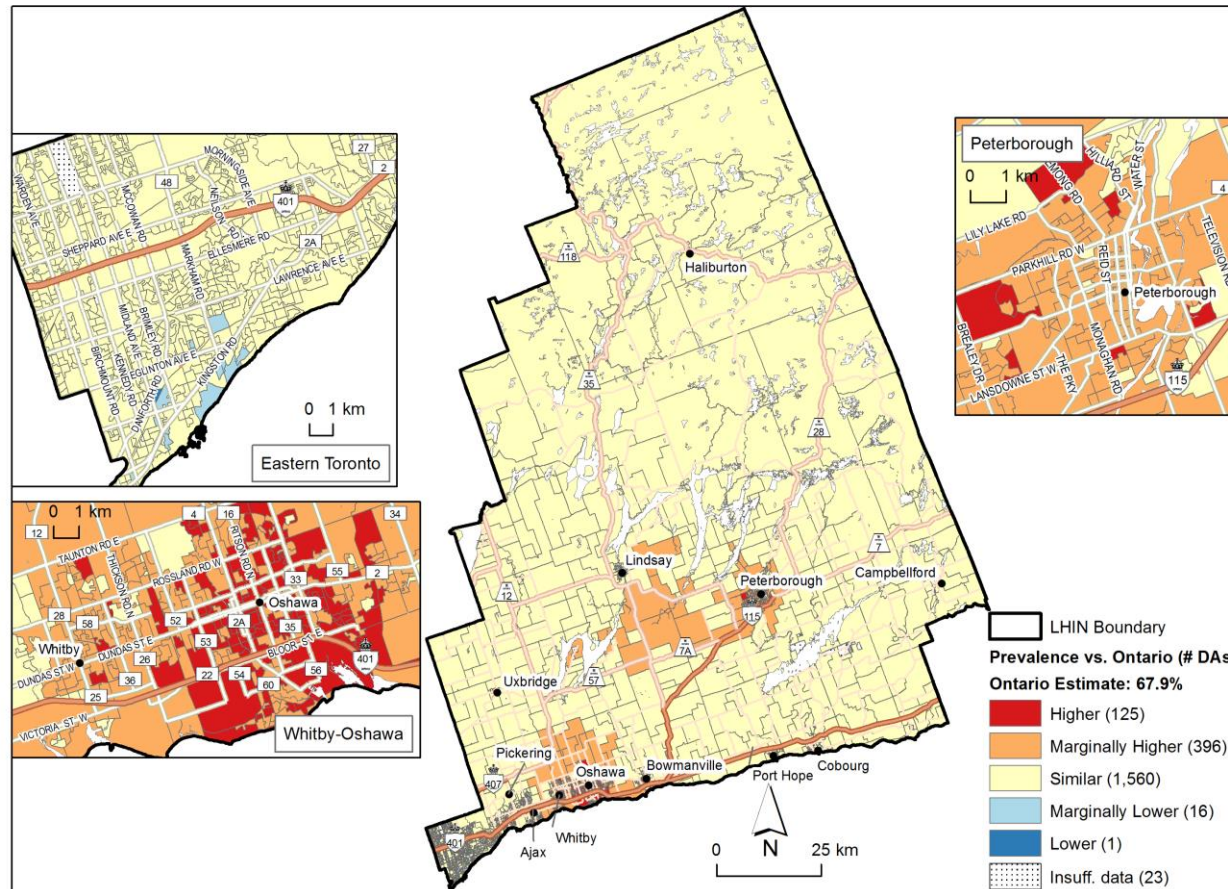 WARDEN AVE
SHEPPARD AVE E
48
MCCOWAN RD
MORNINGSIDE AVE
NEILSON RD
401
27
2
2A
ELLESMERE RD
LAWRENCE AVE E
MARKHAM RD
BRIMLEY RD
MIDLAND AVE
KENNEDY RD
BIRCHMOUNT RD
EGLINTON AVE E
DANFORTH RD
KINGSTON RD
0 1 km
Eastern Toronto
0 1 km
12
4
16
34
TAUNTON RD E
RITSON RD N
ROSSLAND RD W
THICKSON RD N
33
55
2
28
58
52
Oshawa
2A
53
35
Whitby
DUNDAS ST E
DUNDAS ST W
26
BLOOR ST E
401
36
22
54
56
60
25
VICTORIA ST W
Whitby-Oshawa
118
Haliburton
35
28
Lindsay
7
Peterborough
Campbellford
12
115
7A
57
Uxbridge
Pickering
407
Oshawa
Bowmanville
Port Hope
Cobourg
401
Ajax
Whitby
N
0 25 km
Peterborough
0 1 km
HILLIARD ST
WATER ST
4
LILY LAKE RD
PARKHILL RD W
REID ST
Peterborough
BREALEY DR
MONAGHAN RD
THE PKY
LANSDOWNE ST W
115
LHIN Boundary
Prevalence vs. Ontario (# DAs
Ontario Estimate: 67.9%
Higher (125)
Marginally Higher (396)
Similar (1,560)
Marginally Lower (16)
Lower (1)
Insuff. data (23)